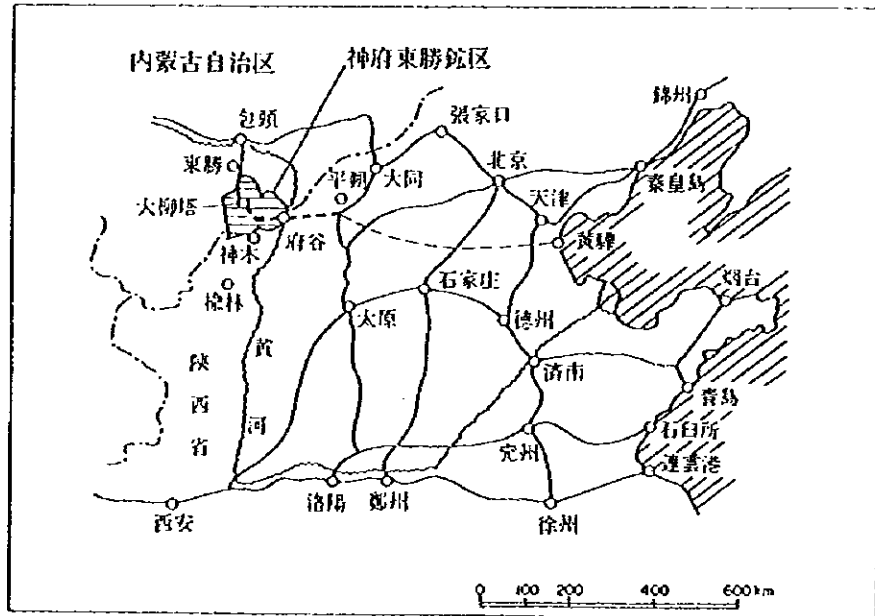 内蒙古自治区
神府東勝鉱区
錦州
包頭
張家口
東勝
北京
平朔
大同
秦皇島
天津
大柳塔
府谷
黄驊
神木
石家庄
烟台
楡林
太原
徳州
黄河
陝西省
済南
青島
石臼所
兗州
連雲港
洛陽
鄭州
西安
徐州
0 100 200 400 600km